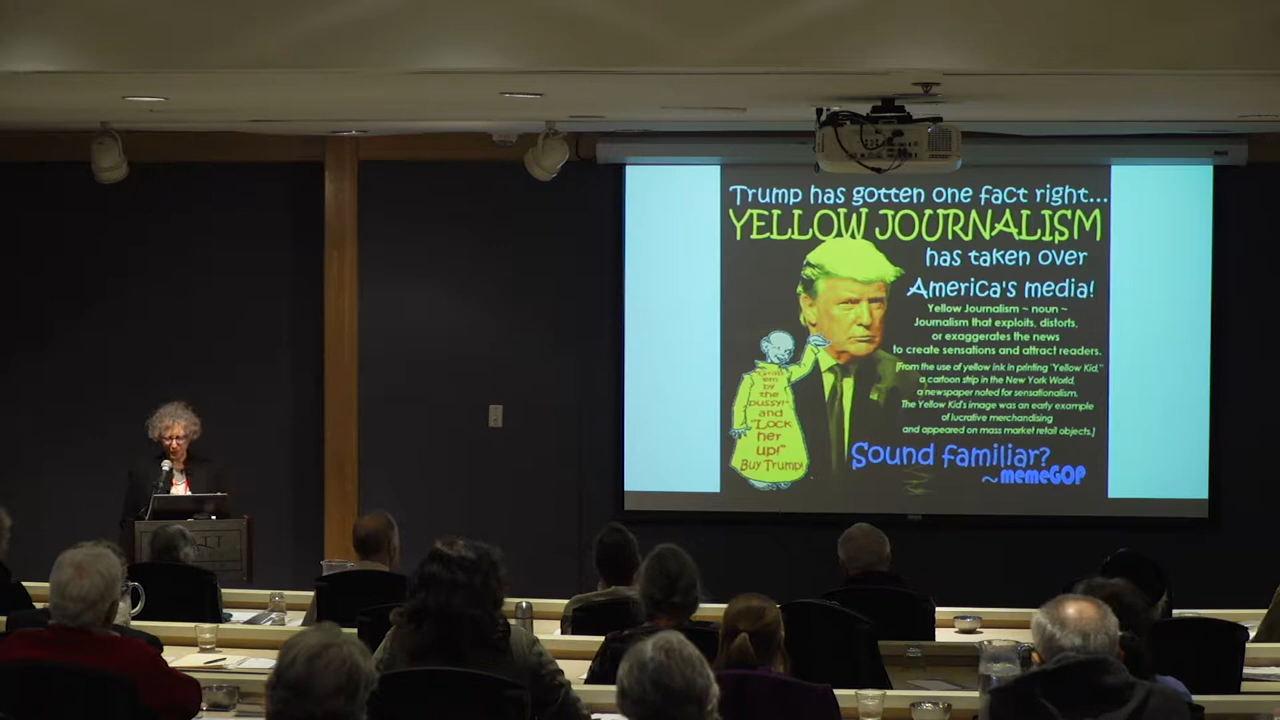 Trump has gotten one fact right...
YELLOW JOURNALISM
has taken over
America's media!
Yellow Journalism ~ noun ~
Journalism that exploits, distorts,
or exaggerates the news
to create sensations and attract readers.
[From the use of yellow ink in printing "Yellow Kid,"
a cartoon strip in the New York World,
a newspaper noted for sensationalism.
The Yellow Kid's image was an early example
of lucrative merchandising
and appeared on mass market retail objects.]
em
by
the
pussy!"
and
"Lock
her
up!"
Buy Trump!
Sound familiar?
~memeGOP